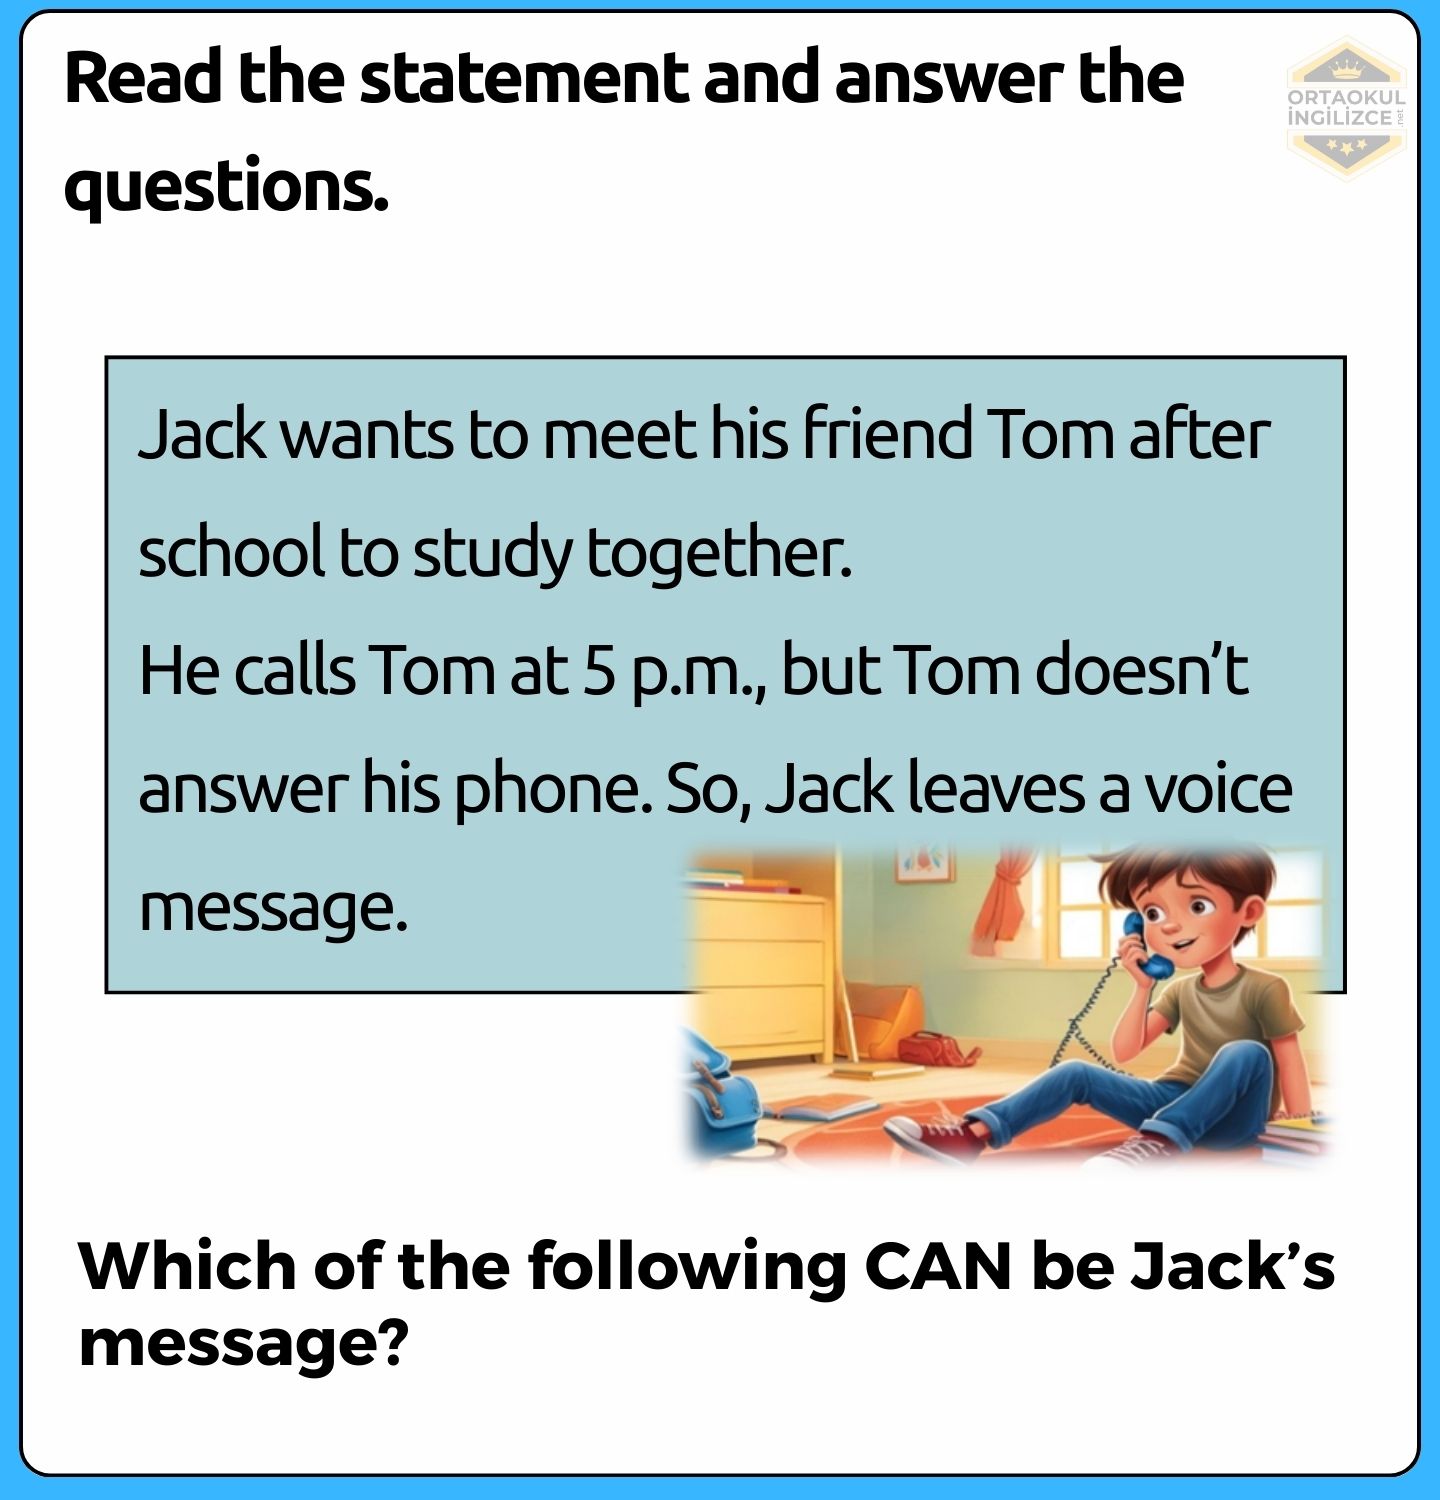 Read the statement and answer the
questions.
ORTAOKUL
İNGİLİZCE
.net
Jack wants to meet his friend Tom after
school to study together.
He calls Tom at 5 p.m., but Tom doesn’t
answer his phone. So, Jack leaves a voice
message.
Which of the following CAN be Jack’s
message?